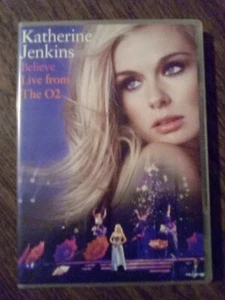 Katherine
Jenkins
Believe
Live from
The O2